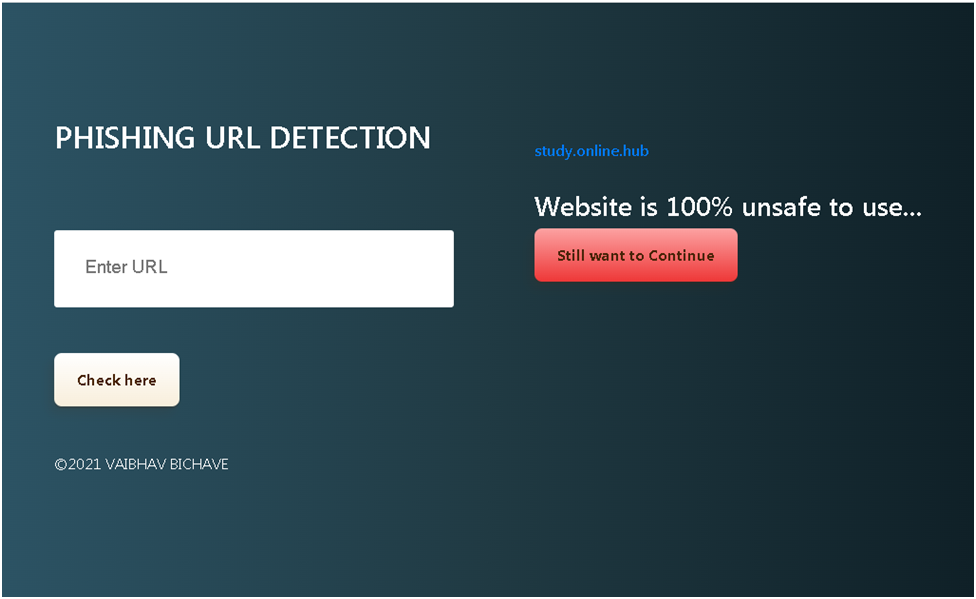 PHISHING URL DETECTION
Enter URL
Check here
©2021 VAIBHAV BICHAVE
study.online.hub
Website is 100% unsafe to use...
Still want to Continue